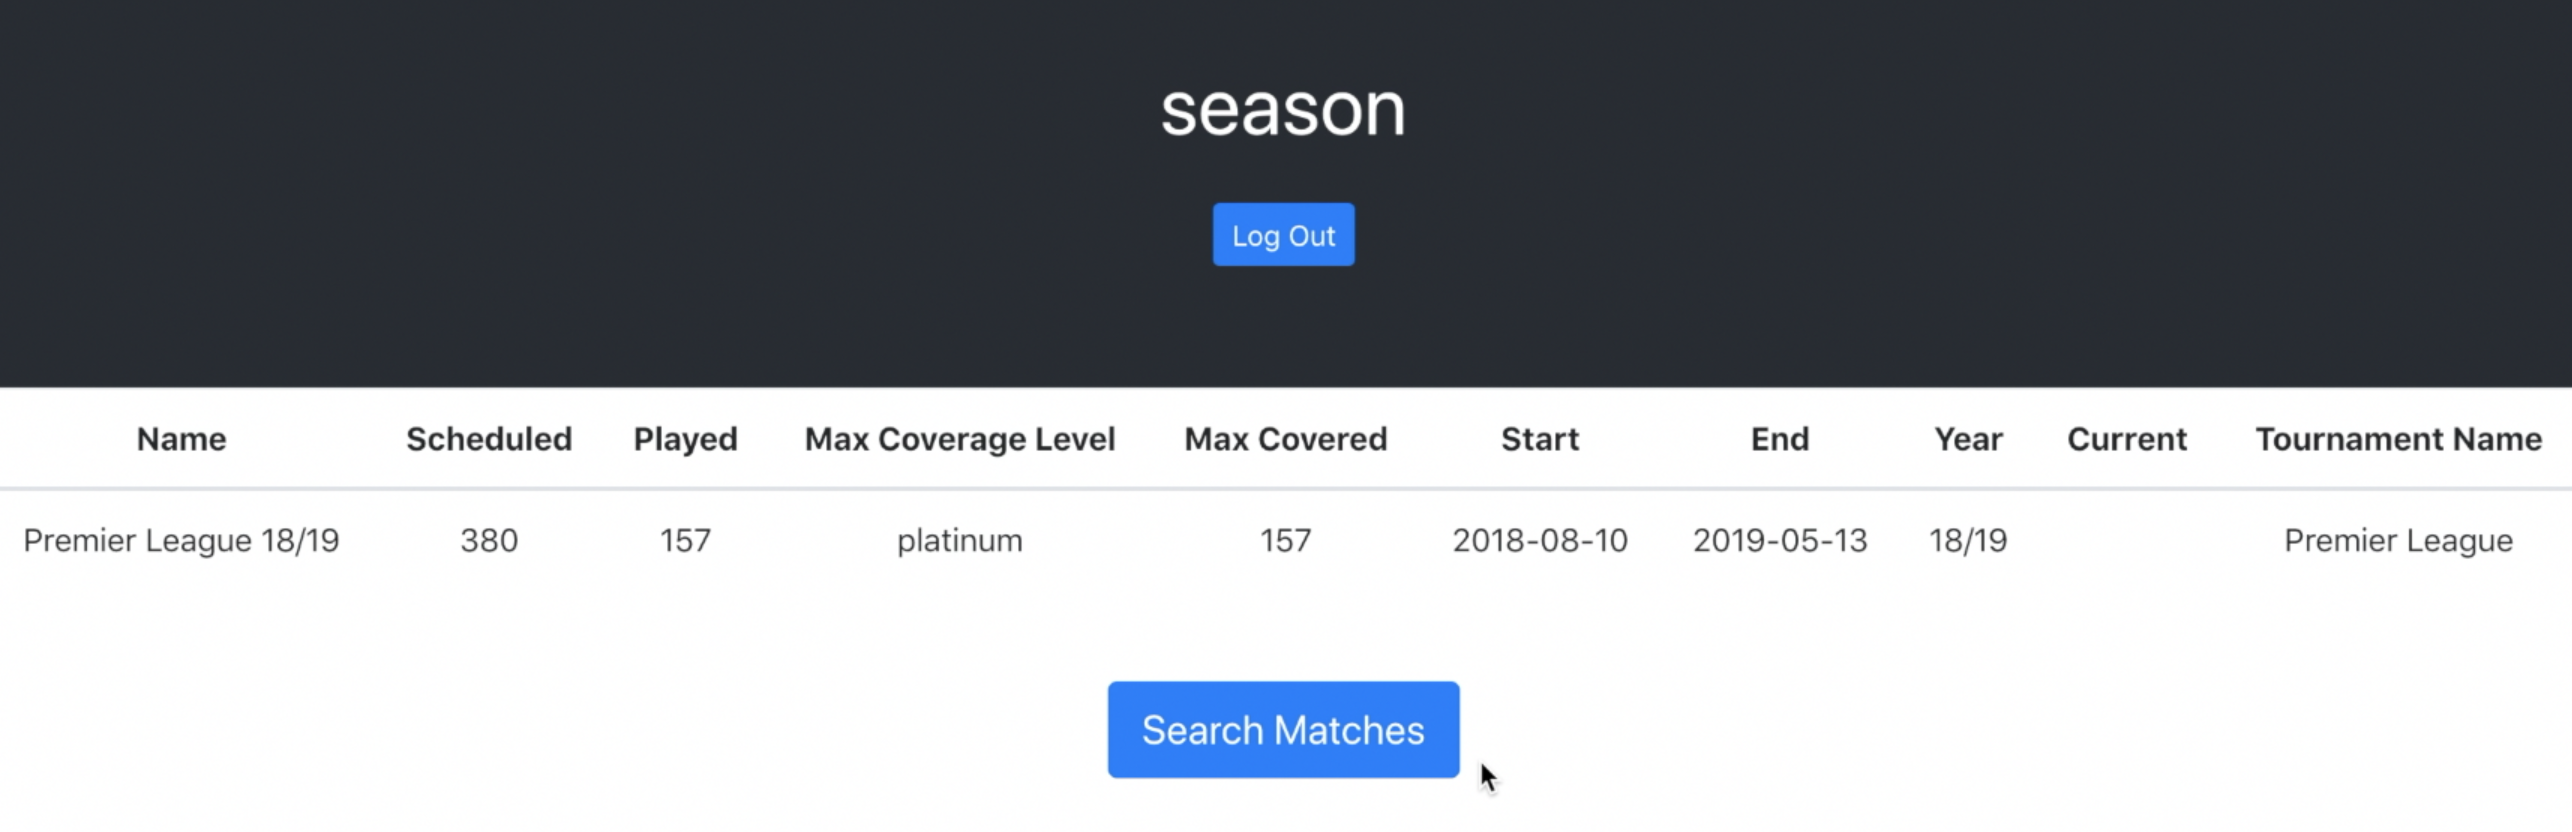 season
Log Out
Name Scheduled Played Max Coverage Level Max Covered Start End Year Current Tournament Name
Premier League 18/19 380 157 platinum 157 2018-08-10 2019-05-13 18/19 Premier League
Search Matches